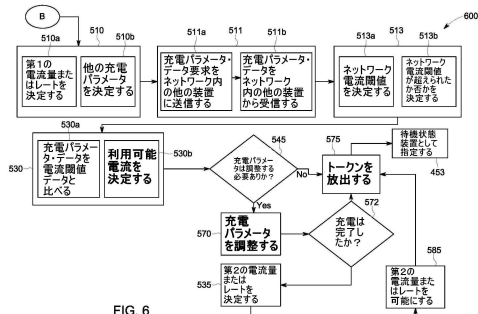 B
600
510
510a
第1の
電流量また
はレートを
決定する
510b
他の充電
パラメータ
を決定する
511
511a
充電パラメータ・
データ要求を
ネットワーク内
の他の装置
に送信する
511b
充電パラメータ・
データを
ネットワーク
内の他の装置
から受信する
513
513a
ネットワーク
電流閾値
を決定する
513b
ネットワーク
電流閾値
が超えられた
か否かを
決定する
530
530a
充電パラメー
タ・データを
電流閾値
データと
比べる
530b
利用可能
電流を
決定する
545
充電パラメー
タは調整する
必要ありか?
No
Yes
575
トークンを
放出する
待機状態
装置として
指定する
453
570
充電
パラメータ
を調整する
572
充電は
完了し
たか?
535
第2の電流量
または
レートを
決定する
585
第2の
電流量また
はレートを
可能にする
FIG. 6